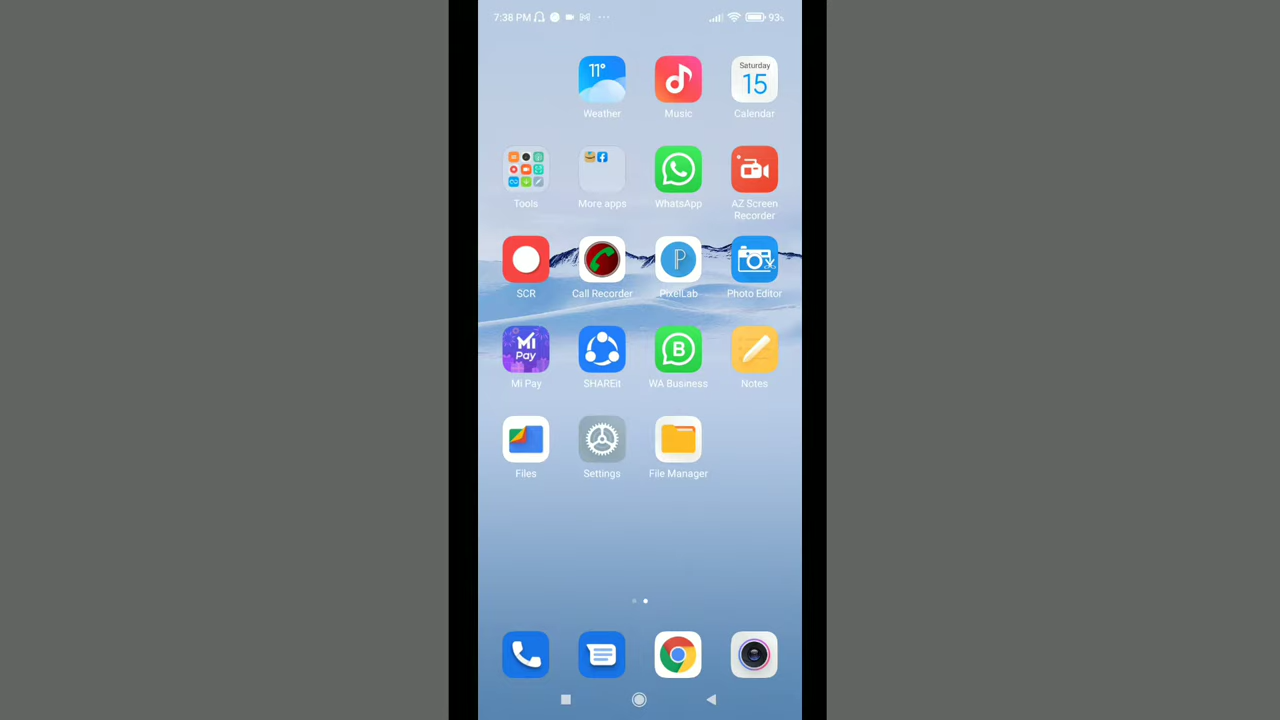 7:38 PM 93%
11°
Saturday
15
Weather Music Calendar
Tools More apps WhatsApp AZ Screen
Recorder
SCR Call Recorder PixelLab Photo Editor
Mi
Pay
B
Mi Pay SHAREit WA Business Notes
Files Settings File Manager